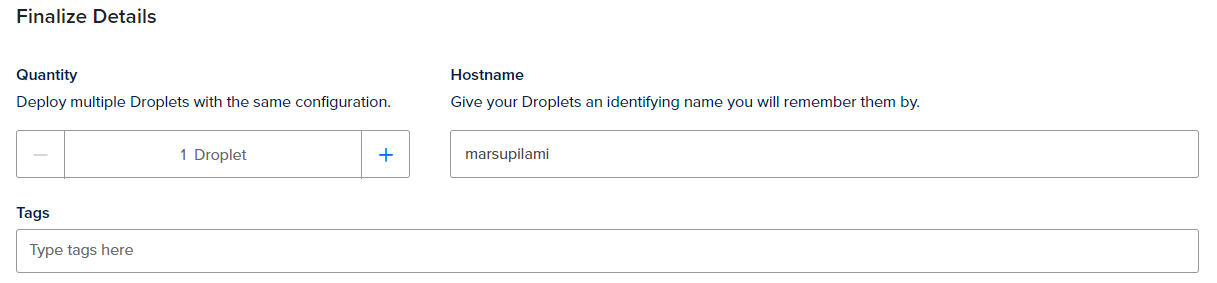 Finalize Details
Quantity
Deploy multiple Droplets with the same configuration.
1 Droplet
Hostname
Give your Droplets an identifying name you will remember them by.
marsupilami
Tags
Type tags here